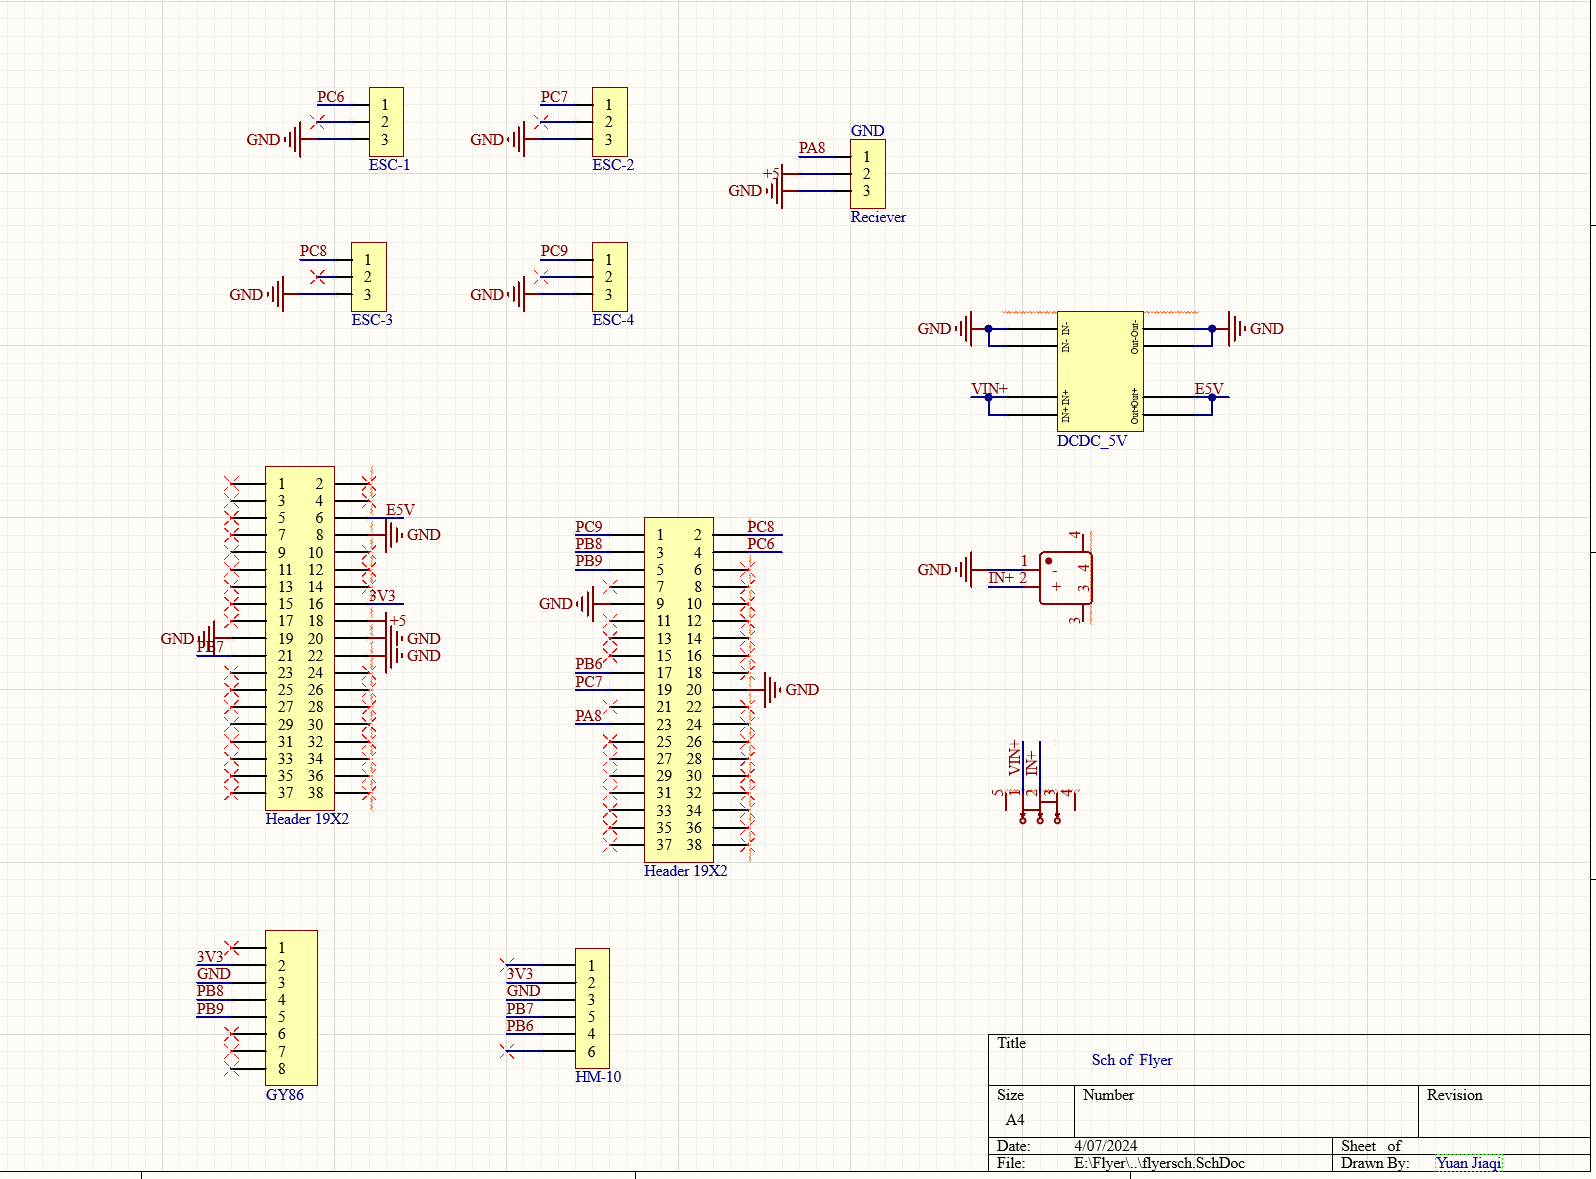 PC6
1
2
GND
3
ESC-1
PC7
1
2
GND
3
ESC-2
GND
PA8
1
+5
2
GND
3
Reciever
PC8
1
2
GND
3
ESC-3
PC9
1
2
GND
3
ESC-4
GND IN- IN- Out- Out- GND
VIN+ IN+ IN+ Out+ Out+ E5V
DCDC_5V
1 2
3 4
E5V
5 6
7 8 GND
9 10
11 12
13 14
3V3
15 16
17 18 +5
GND 19 20 GND
PB7
21 22 GND
23 24
25 26
27 28
29 30
31 32
33 34
35 36
37 38
Header 19X2
PC9 1 2 PC8
PB8 3 4 PC6
PB9 5 6
7 8
GND 9 10
11 12
13 14
15 16
PB6 17 18
PC7 19 20 GND
21 22
PA8 23 24
25 26
27 28
29 30
31 32
33 34
35 36
37 38
Header 19X2
4
GND 1 - 4
IN+ 2 + 3
3
VIN+ IN+
5 1 2 3 4
1
3V3 2
GND 3
PB8 4
PB9 5
6
7
8
GY86
1
3V3 2
GND 3
PB7 5
PB6 4
6
HM-10
Title
Sch of Flyer
Size Number Revision
A4
Date: 4/07/2024 Sheet of
File: E:\Flyer\..\flyersch.SchDoc Drawn By: Yuan Jiaqi